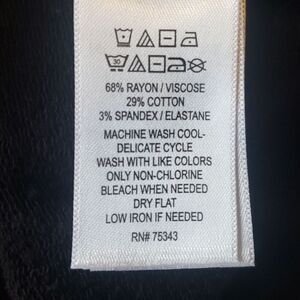 30
68% RAYON / VISCOSE
29% COTTON
3% SPANDEX / ELASTANE
MACHINE WASH COOL-
DELICATE CYCLE
WASH WITH LIKE COLORS
ONLY NON-CHLORINE
BLEACH WHEN NEEDED
DRY FLAT
LOW IRON IF NEEDED
RN# 75343